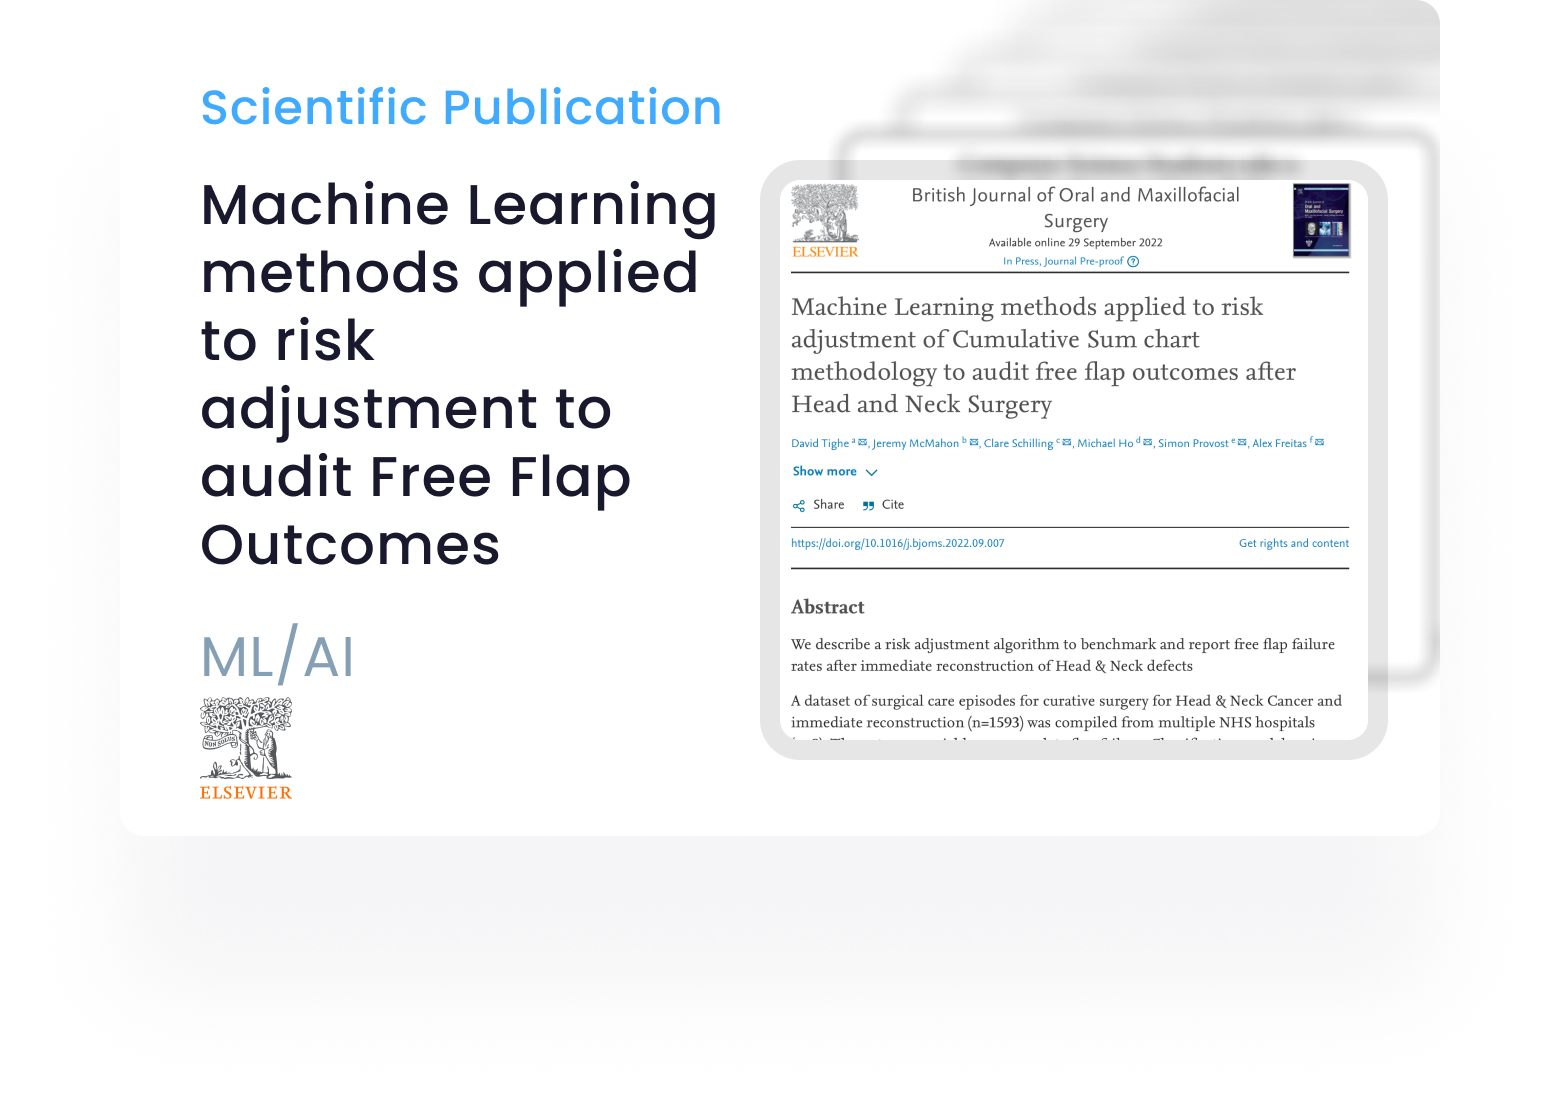 Scientific Publication
Machine Learning
methods applied
to risk
adjustment to
audit Free Flap
Outcomes
ML/AI
NON SOLUS
ELSEVIER
ELSEVIER
British Journal of Oral and Maxillofacial
Surgery
Available online 29 September 2022
In Press, Journal Pre-proof ?
Oral and
Maxillofacial Surgery
Machine Learning methods applied to risk
adjustment of Cumulative Sum chart
methodology to audit free flap outcomes after
Head and Neck Surgery
David Tighe a, Jeremy McMahon b, Clare Schilling c, Michael Ho d, Simon Provost e, Alex Freitas f
Show more
Share Cite
https://doi.org/10.1016/j.bjoms.2022.09.007 Get rights and content
Abstract
We describe a risk adjustment algorithm to benchmark and report free flap failure
rates after immediate reconstruction of Head & Neck defects
A dataset of surgical care episodes for curative surgery for Head & Neck Cancer and
immediate reconstruction (n=1593) was compiled from multiple NHS hospitals